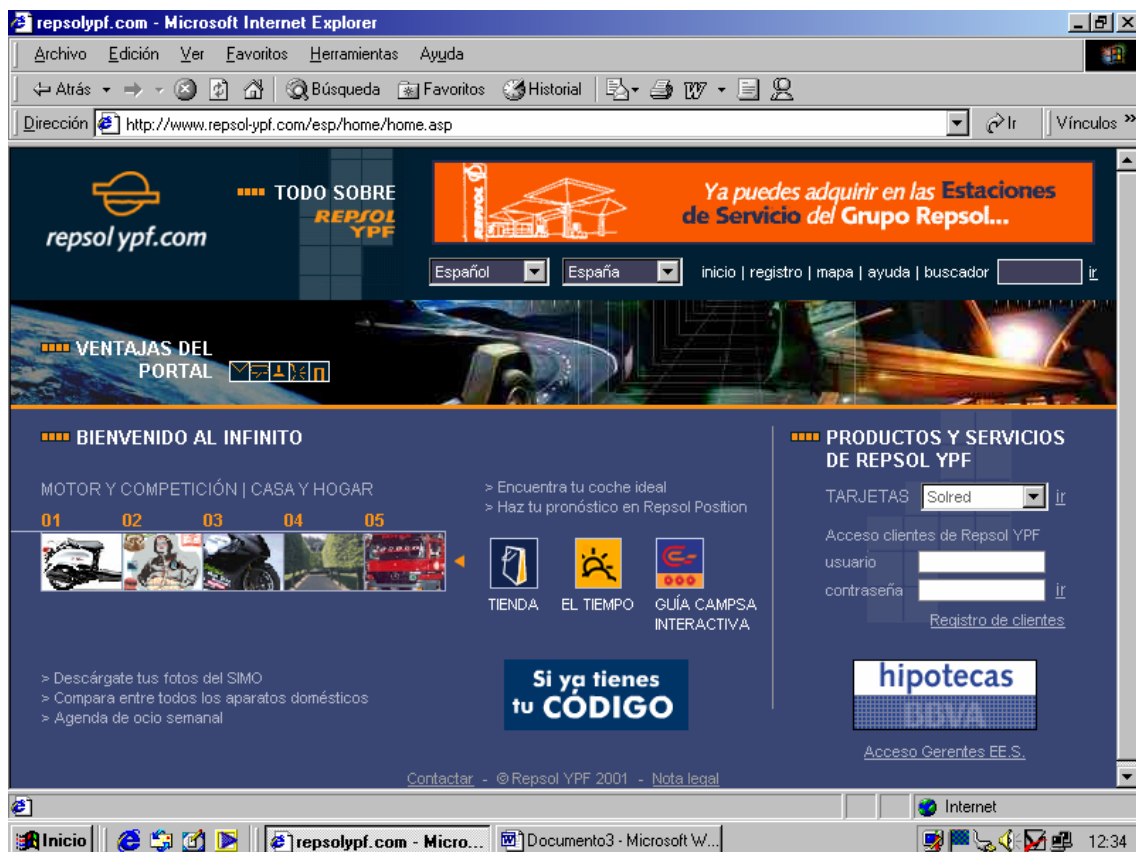 repsolypf.com - Microsoft Internet Explorer
Archivo Edición Ver Favoritos Herramientas Ayuda
Atrás Búsqueda Favoritos Historial
Dirección http://www.repsol-ypf.com/esp/home/home.asp Ir Vínculos »
repsol ypf.com
TODO SOBRE
REPSOL
YPF
REPSOL
Ya puedes adquirir en las Estaciones
de Servicio del Grupo Repsol...
Español España inicio | registro | mapa | ayuda | buscador ir
VENTAJAS DEL
PORTAL
BIENVENIDO AL INFINITO
MOTOR Y COMPETICIÓN | CASA Y HOGAR
01 02 03 04 05
> Encuentra tu coche ideal
> Haz tu pronóstico en Repsol Position
TIENDA EL TIEMPO GUÍA CAMPSA
INTERACTIVA
> Descárgate tus fotos del SIMO
> Compara entre todos los aparatos domésticos
> Agenda de ocio semanal
Si ya tienes
tu CÓDIGO
PRODUCTOS Y SERVICIOS
DE REPSOL YPF
TARJETAS Solred ir
Acceso clientes de Repsol YPF
usuario
contraseña ir
Registro de clientes
hipotecas
BBVA
Acceso Gerentes EE.S.
Contactar - © Repsol YPF 2001 - Nota legal
Internet
Inicio repsolypf.com - Micro... Documento3 - Microsoft W... 12:34